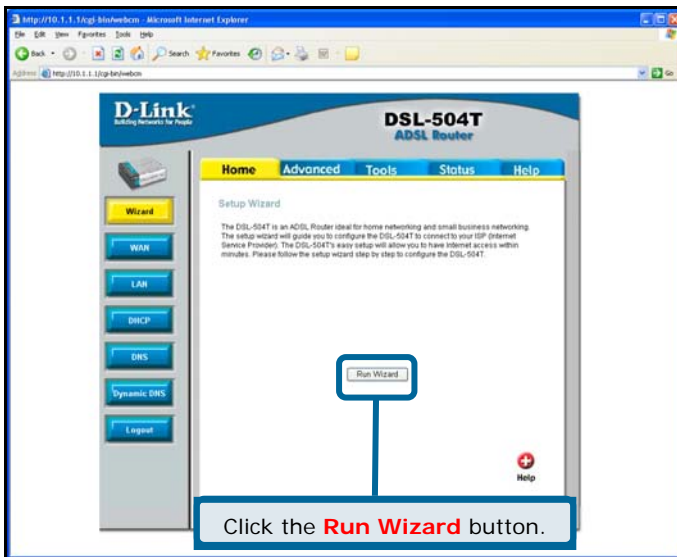 http://10.1.1.1/cgi-bin/webcm - Microsoft Internet Explorer
File Edit View Favorites Tools Help
Back Search Favorites
Address http://10.1.1.1/cgi-bin/webcm Go
D-Link
Building Networks for People
DSL-504T
ADSL Router
Home Advanced Tools Status Help
Wizard
WAN
LAN
DHCP
DNS
Dynamic DNS
Logout
Setup Wizard
The DSL-504T is an ADSL Router ideal for home networking and small business networking.
The setup wizard will guide you to configure the DSL-504T to connect to your ISP (Internet
Service Provider). The DSL-504T's easy setup will allow you to have Internet access within
minutes. Please follow the setup wizard step by step to configure the DSL-504T.
Run Wizard
Help
Click the Run Wizard button.